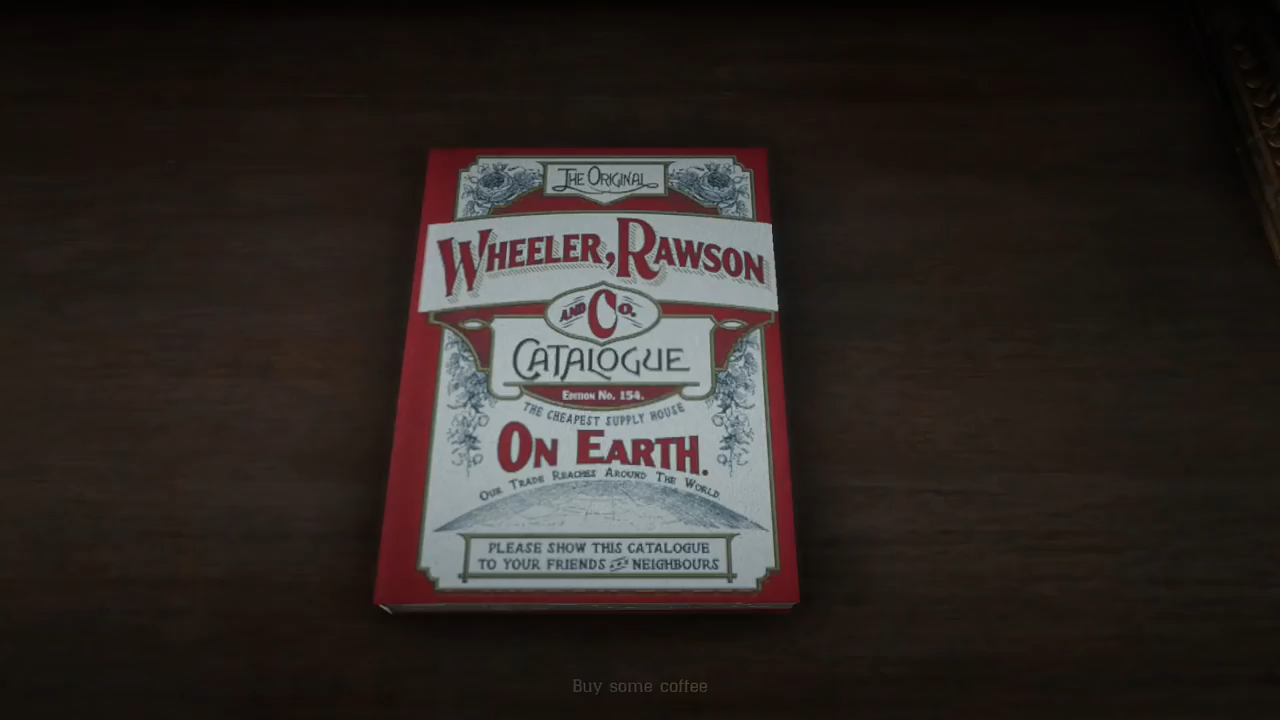 The Original
Wheeler, Rawson
and Co.
Catalogue
Edition No. 154.
The Cheapest Supply House
On Earth.
Our Trade Reaches Around The World
PLEASE SHOW THIS CATALOGUE
TO YOUR FRIENDS AND NEIGHBOURS
Buy some coffee